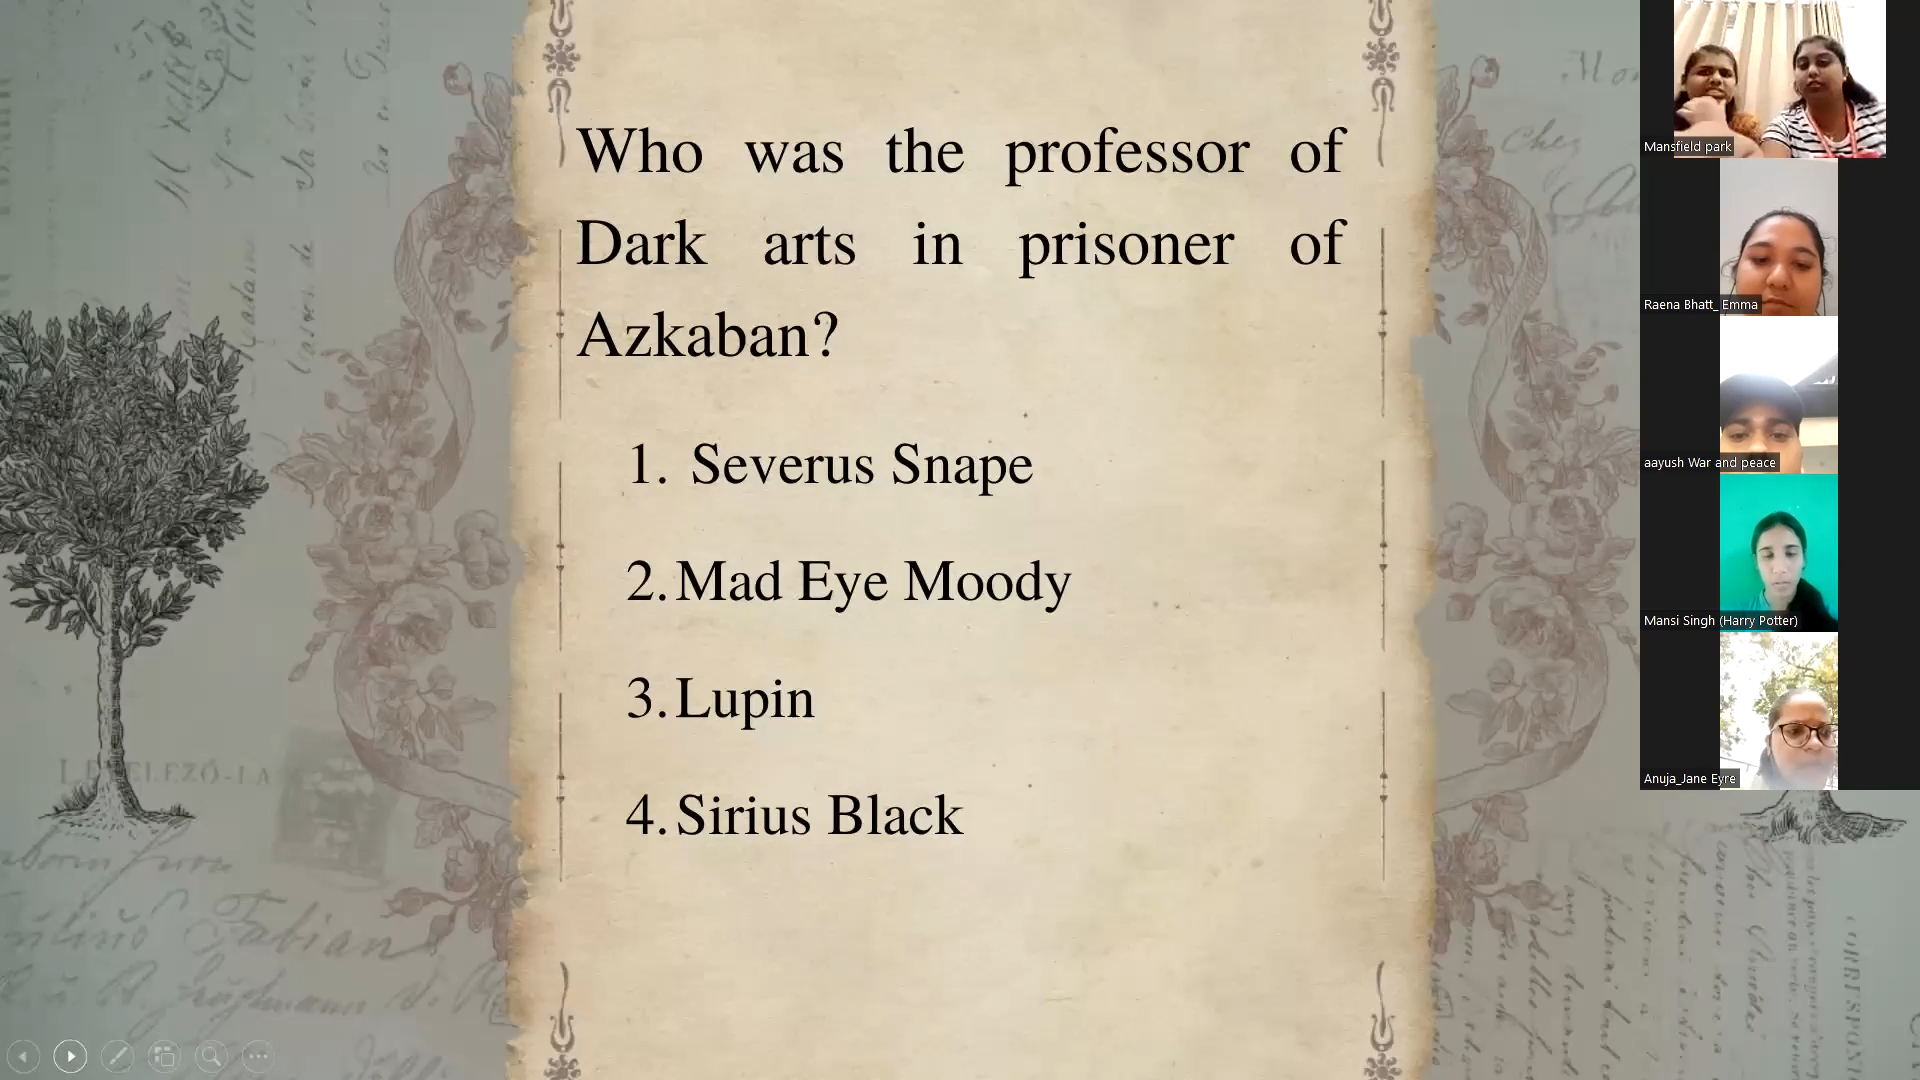 Who was the professor of
Dark arts in prisoner of
Azkaban?
1. Severus Snape
2. Mad Eye Moody
3. Lupin
4. Sirius Black
Mansfield park
Raena Bhatt_ Emma
aayush War and peace
Mansi Singh (Harry Potter)
Anuja_Jane Eyre